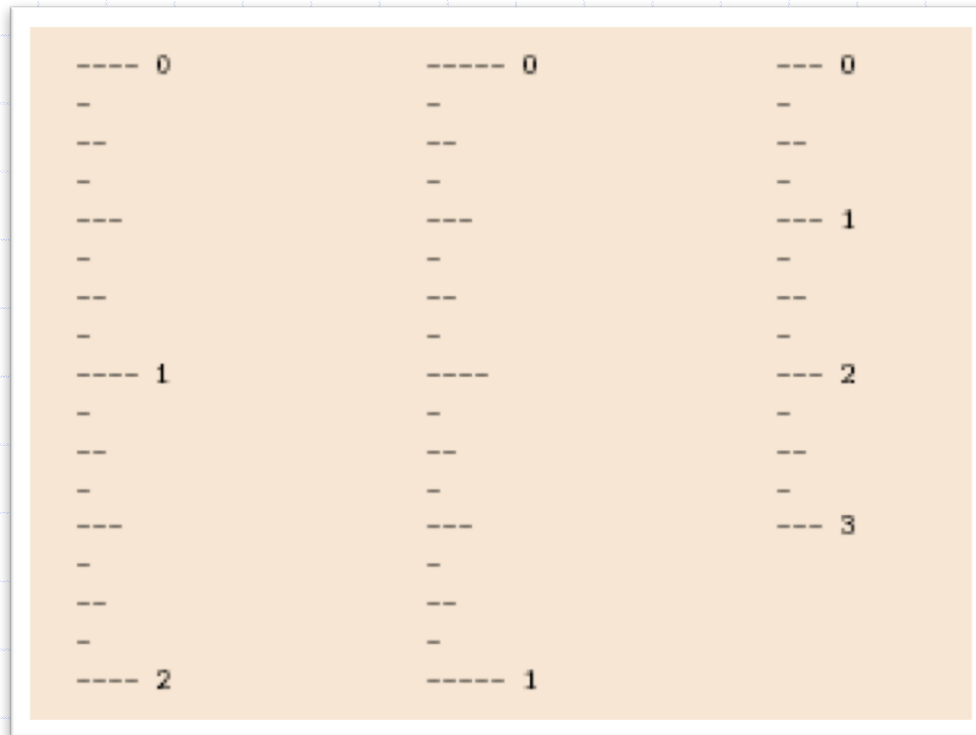 ---- 0 ----- 0 --- 0
- - -
-- -- --
- - -
--- --- --- 1
- - -
-- -- --
- - -
---- 1 ---- --- 2
- - -
-- -- --
- - -
--- --- --- 3
- -
-- --
- -
---- 2 ----- 1